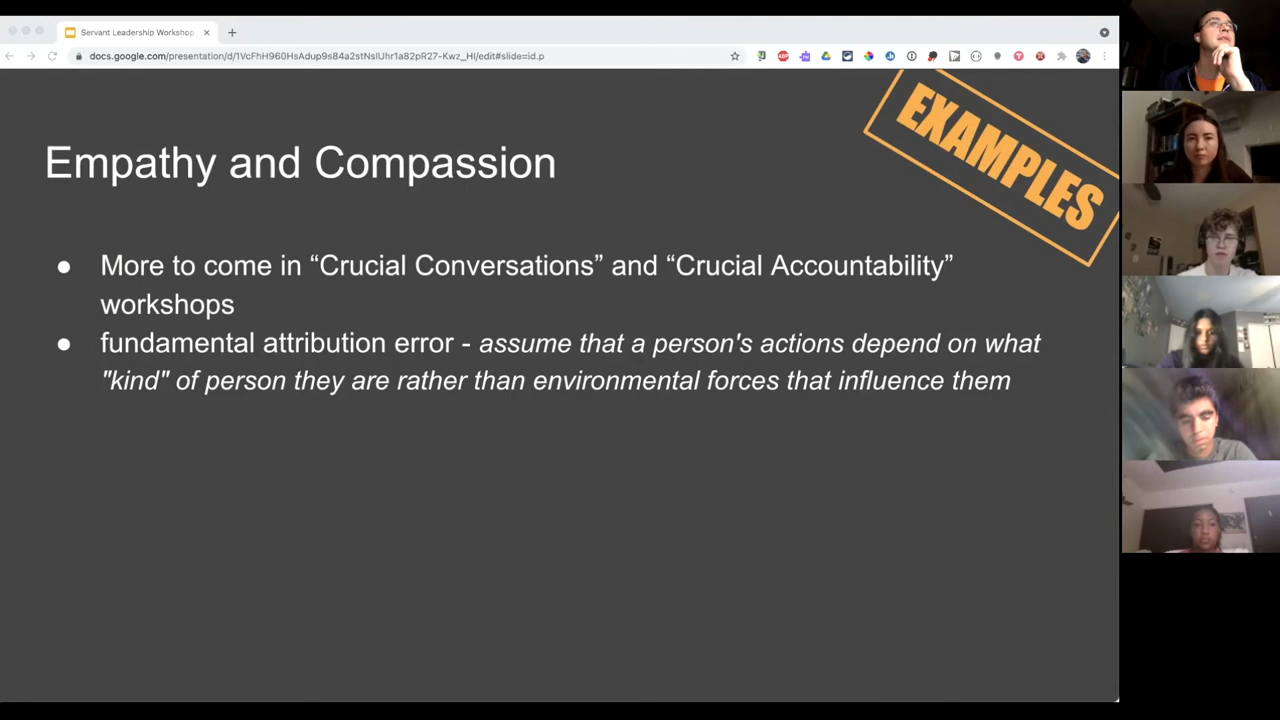 Servant Leadership Workshop
docs.google.com/presentation/d/1VcFhH960HsAdup9s84a2stNslUhr1a82pR27-Kwz_HI/edit#slide=id.p
EXAMPLES
Empathy and Compassion
● More to come in “Crucial Conversations” and “Crucial Accountability”
workshops
● fundamental attribution error - assume that a person's actions depend on what
"kind" of person they are rather than environmental forces that influence them